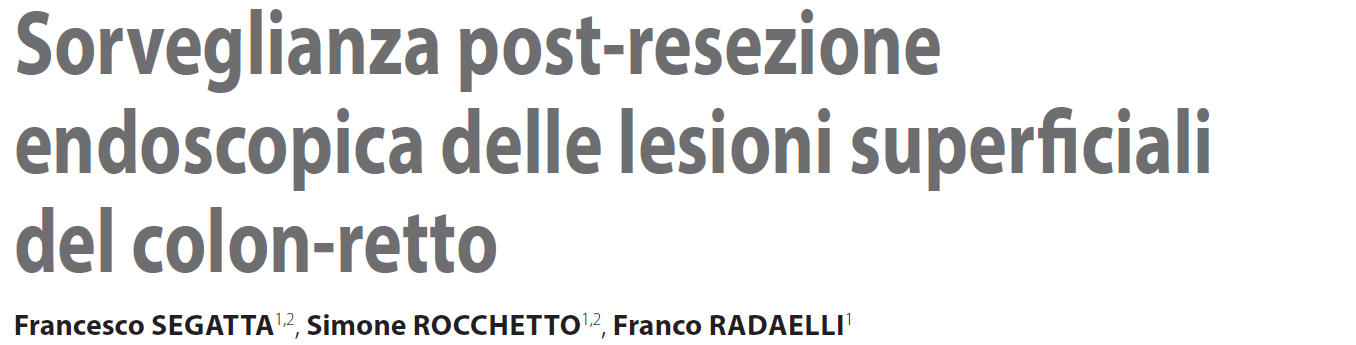 Sorveglianza post-resezione
endoscopica delle lesioni superficiali
del colon-retto
Francesco SEGATTA1,2, Simone ROCCHETTO1,2, Franco RADAELLI1